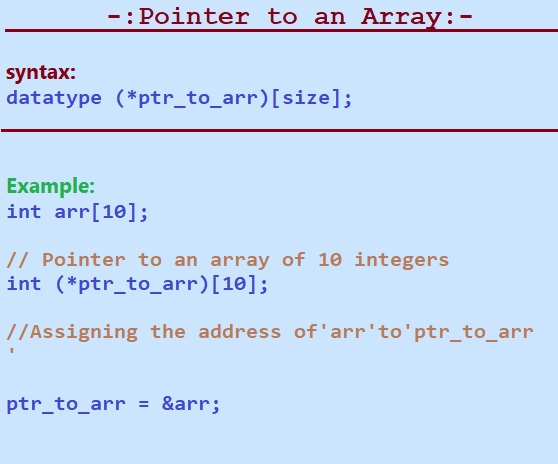 -:Pointer to an Array:-
syntax:
datatype (*ptr_to_arr)[size];
Example:
int arr[10];
// Pointer to an array of 10 integers
int (*ptr_to_arr)[10];
//Assigning the address of'arr'to'ptr_to_arr
'
ptr_to_arr = &arr;